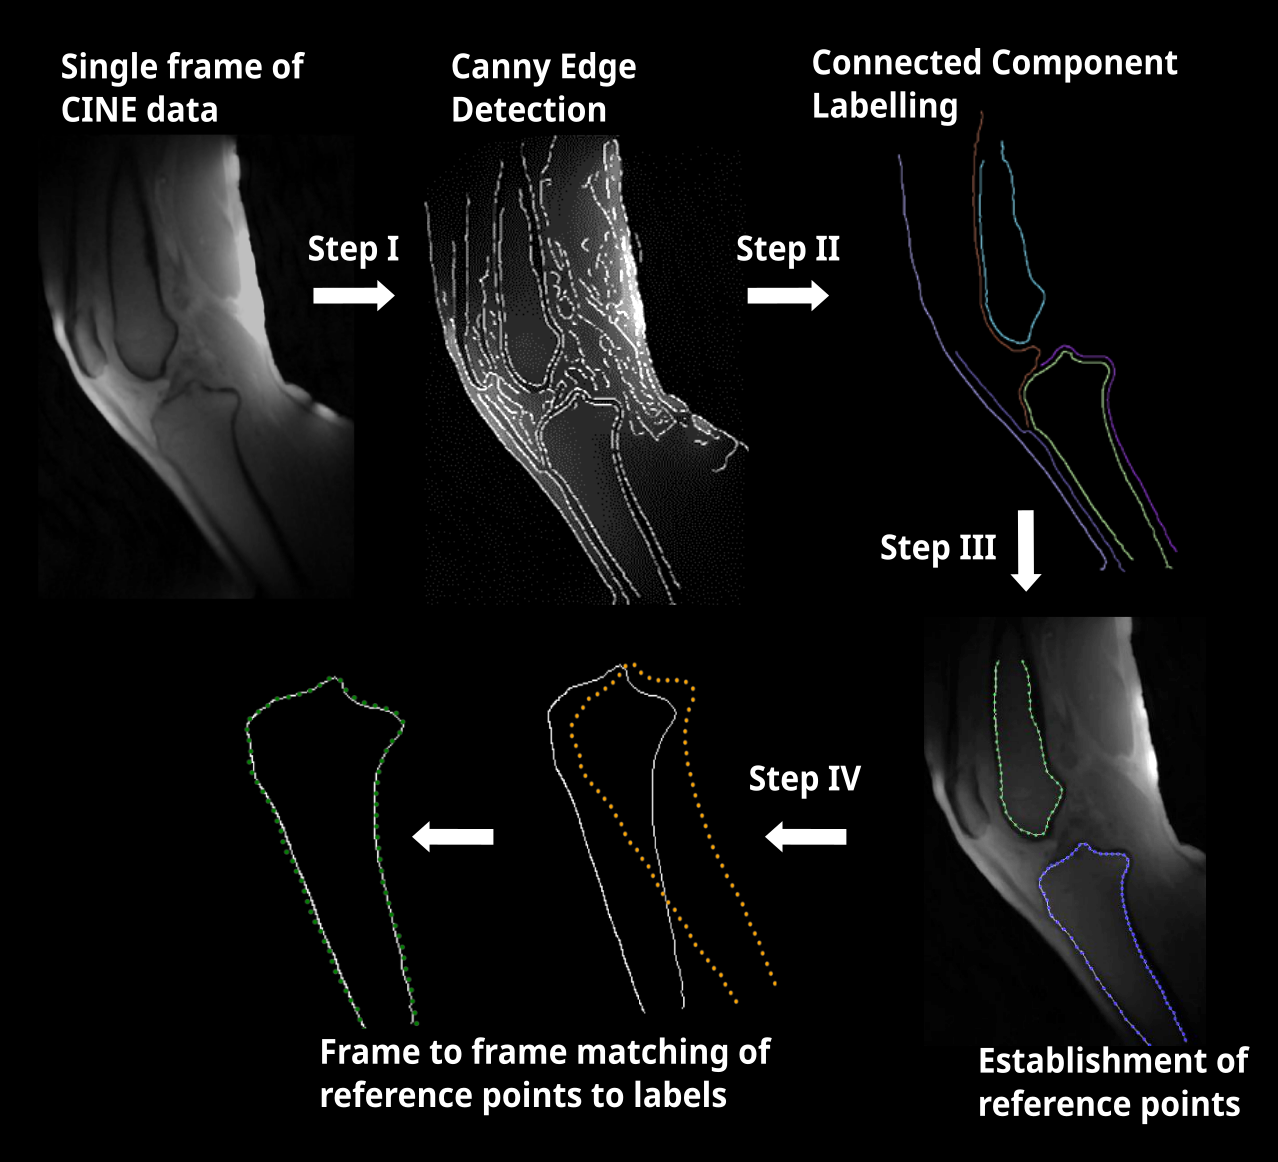 Single frame of
CINE data
Step I
Canny Edge
Detection
Step II
Connected Component
Labelling
Step III
Establishment of
reference points
Step IV
Frame to frame matching of
reference points to labels